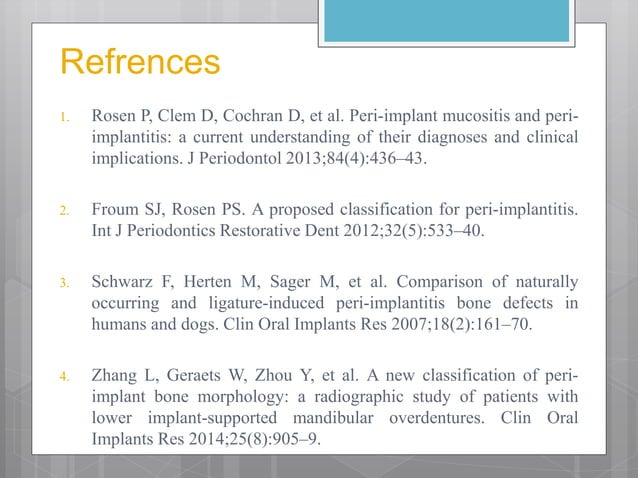 Refrences
1. Rosen P, Clem D, Cochran D, et al. Peri-implant mucositis and peri-
implantitis: a current understanding of their diagnoses and clinical
implications. J Periodontol 2013;84(4):436–43.
2. Froum SJ, Rosen PS. A proposed classification for peri-implantitis.
Int J Periodontics Restorative Dent 2012;32(5):533–40.
3. Schwarz F, Herten M, Sager M, et al. Comparison of naturally
occurring and ligature-induced peri-implantitis bone defects in
humans and dogs. Clin Oral Implants Res 2007;18(2):161–70.
4. Zhang L, Geraets W, Zhou Y, et al. A new classification of peri-
implant bone morphology: a radiographic study of patients with
lower implant-supported mandibular overdentures. Clin Oral
Implants Res 2014;25(8):905–9.